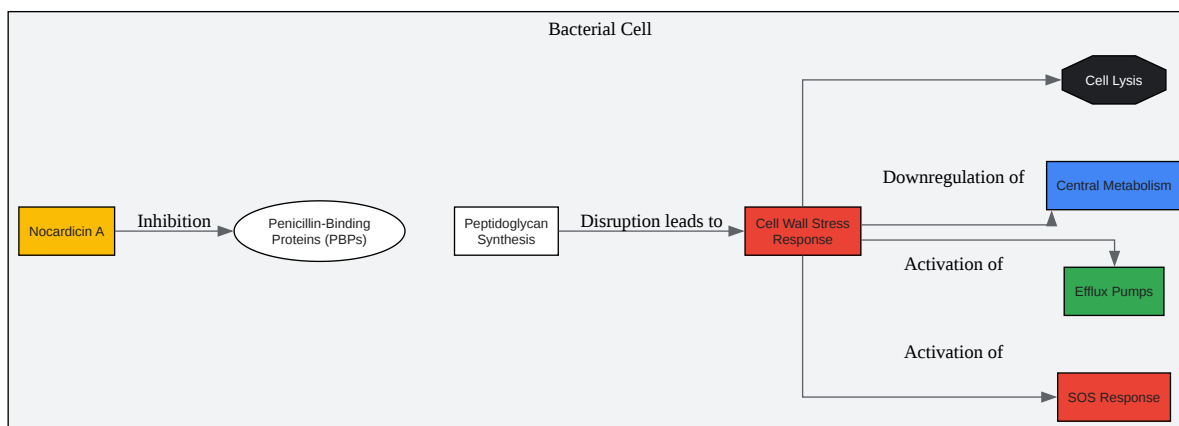 Bacterial Cell
Cell Lysis
Downregulation of
Central Metabolism
Nocardicin A
Inhibition
Penicillin-Binding
Proteins (PBPs)
Peptidoglycan
Synthesis
Disruption leads to
Cell Wall Stress
Response
Activation of
Efflux Pumps
Activation of
SOS Response